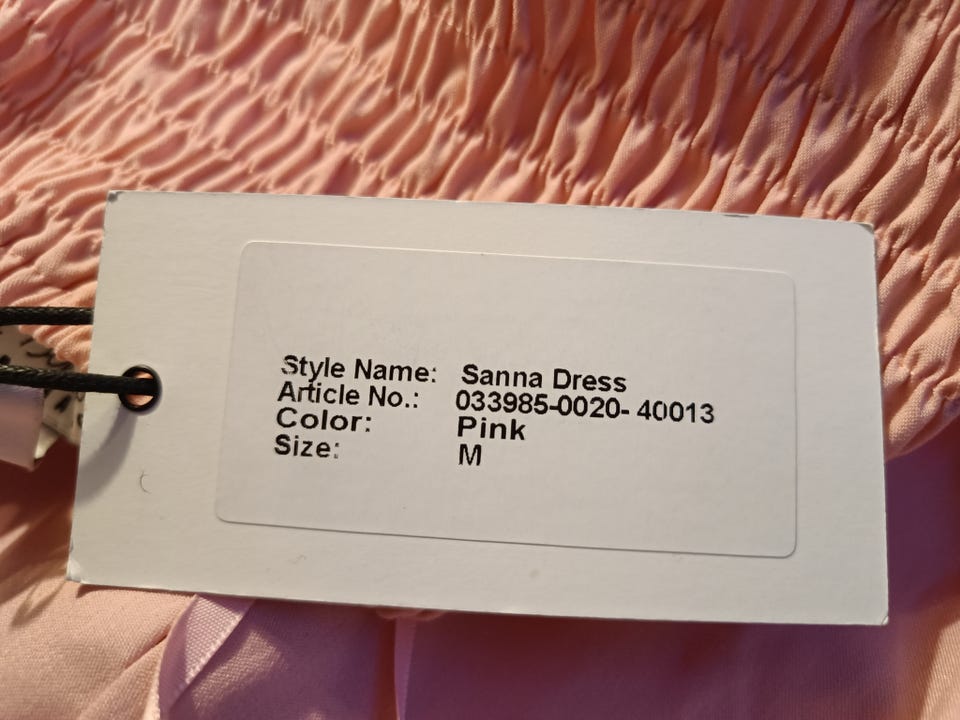 Style Name: Sanna Dress
Article No.: 033985-0020- 40013
Color: Pink
Size: M